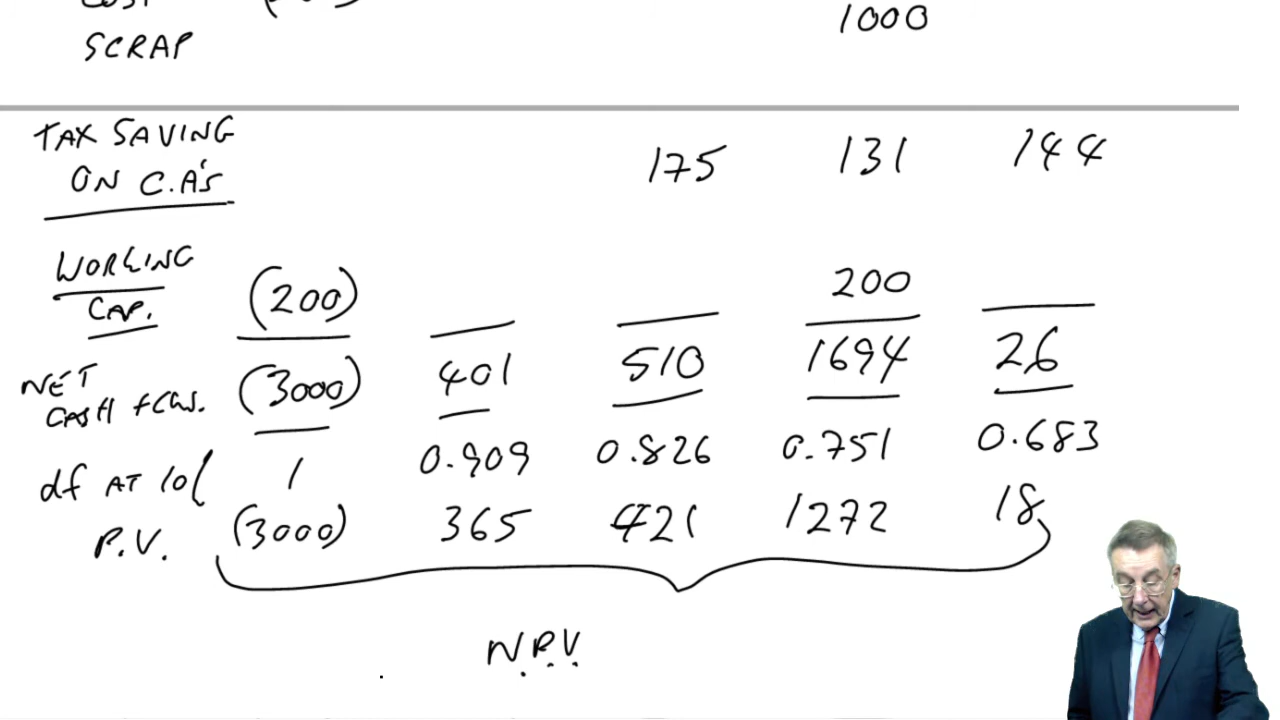 1000
SCRAP
TAX SAVING
ON C.A's 175 131 144
WORKING
CAP. (200) 200
NET
CASH FLOWS. (3000) 401 510 1694 26
df AT 10% 1 0.909 0.826 0.751 0.683
P.V. (3000) 365 421 1272 18
N.P.V.